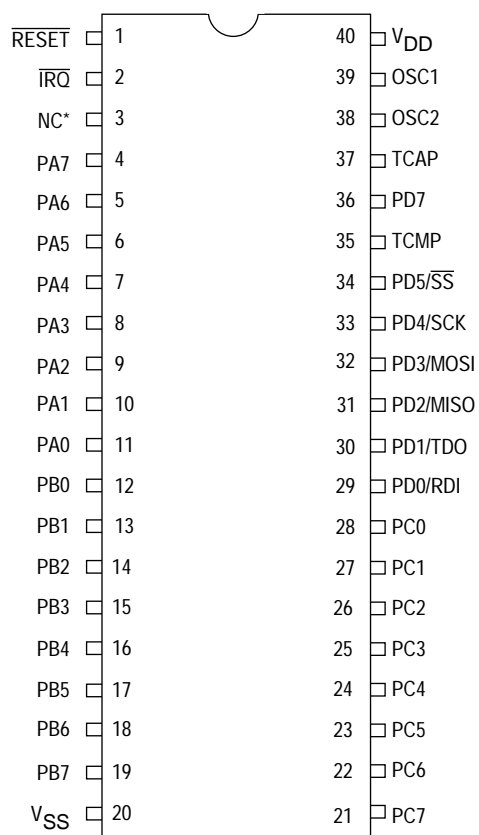 R̅E̅S̅E̅T̅ 1 40 VDD
I̅R̅Q̅ 2 39 OSC1
NC* 3 38 OSC2
PA7 4 37 TCAP
PA6 5 36 PD7
PA5 6 35 TCMP
PA4 7 34 PD5/S̅S̅
PA3 8 33 PD4/SCK
PA2 9 32 PD3/MOSI
PA1 10 31 PD2/MISO
PA0 11 30 PD1/TDO
PB0 12 29 PD0/RDI
PB1 13 28 PC0
PB2 14 27 PC1
PB3 15 26 PC2
PB4 16 25 PC3
PB5 17 24 PC4
PB6 18 23 PC5
PB7 19 22 PC6
VSS 20 21 PC7